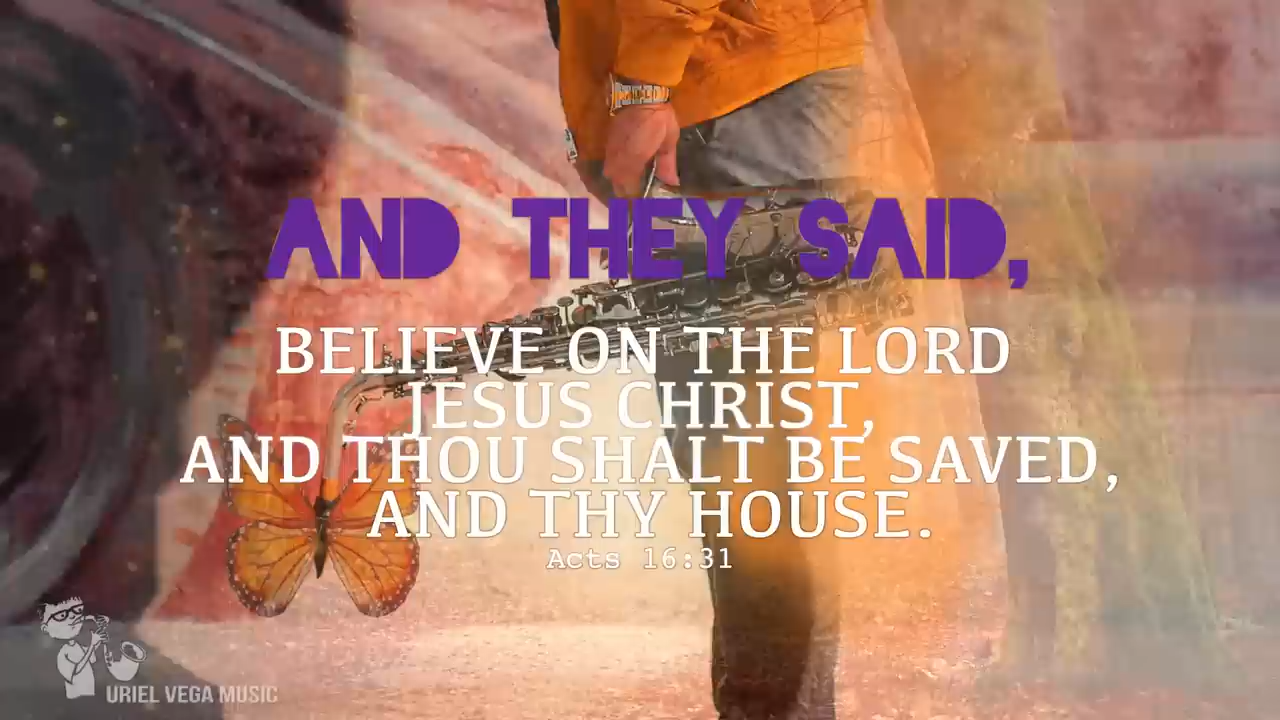 AND THEY SAID,
BELIEVE ON THE LORD
JESUS CHRIST,
AND THOU SHALT BE SAVED,
AND THY HOUSE.
Acts 16:31
URIEL VEGA MUSIC